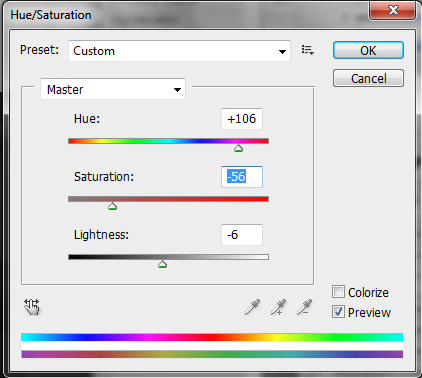 Hue/Saturation
Preset: Custom
OK
Cancel
Master
Hue: +106
Saturation: -56
Lightness: -6
Colorize
Preview